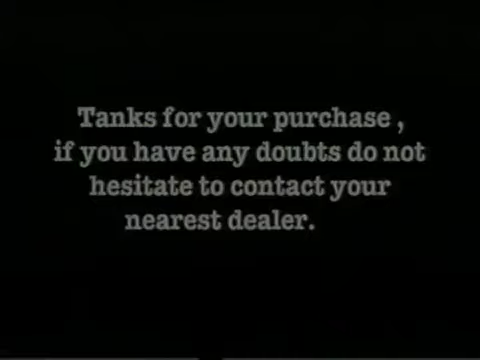 Tanks for your purchase ,
if you have any doubts do not
hesitate to contact your
nearest dealer.